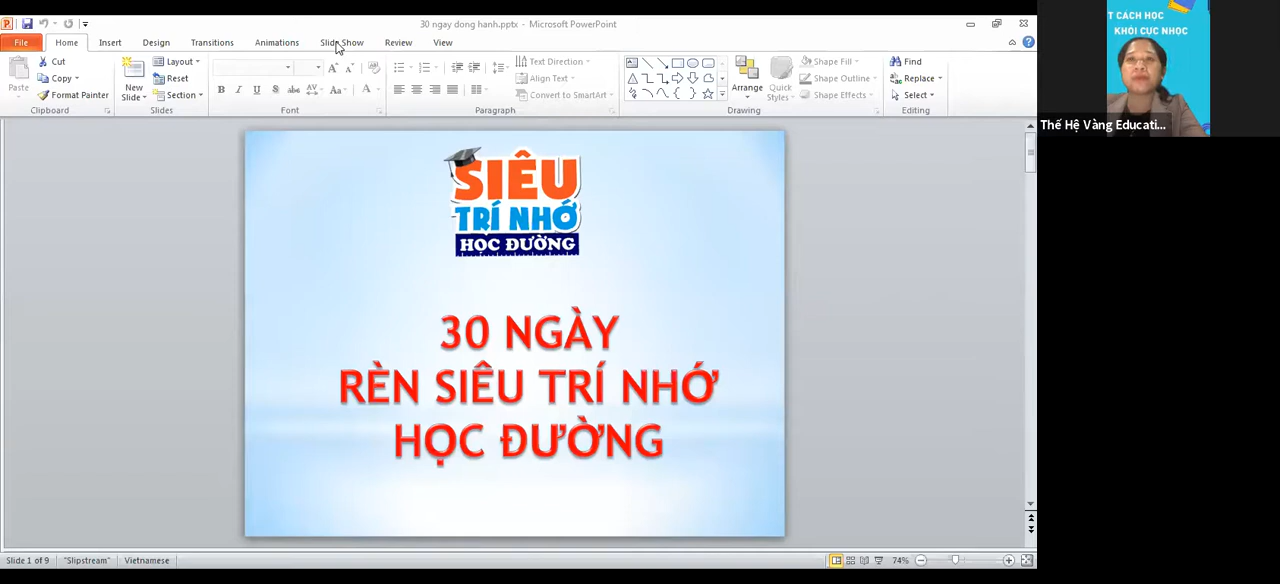 30 ngay dong hanh.pptx - Microsoft PowerPoint
File Home Insert Design Transitions Animations Slide Show Review View
Paste
Cut
Copy
Format Painter
Clipboard
New
Slide
Layout
Reset
Section
Slides
B I U S abc AV Aa A
Font
Text Direction
Align Text
Convert to SmartArt
Paragraph
Arrange
Quick
Styles
Shape Fill
Shape Outline
Shape Effects
Drawing
Find
Replace
Select
Editing
T CÁCH HỌC
KHỎI CỰC NHỌC
Thế Hệ Vàng Educati...
SIÊU
TRÍ NHỚ
HỌC ĐƯỜNG
30 NGÀY
RÈN SIÊU TRÍ NHỚ
HỌC ĐƯỜNG
Slide 1 of 9 "Slipstream" Vietnamese 74%